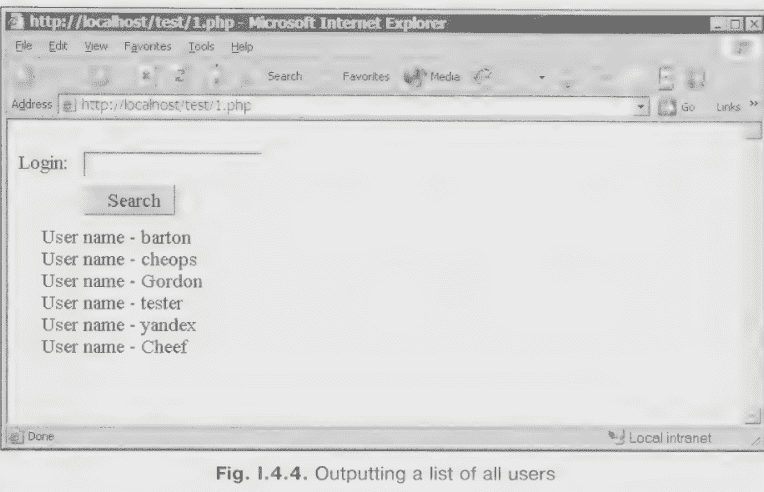 http://localhost/test/1.php - Microsoft Internet Explorer
File Edit View Favorites Tools Help
Search Favorites Media
Address http://localhost/test/1.php Go Links »
Login:
Search
User name - barton
User name - cheops
User name - Gordon
User name - tester
User name - yandex
User name - Cheef
Done Local intranet
Fig. I.4.4. Outputting a list of all users